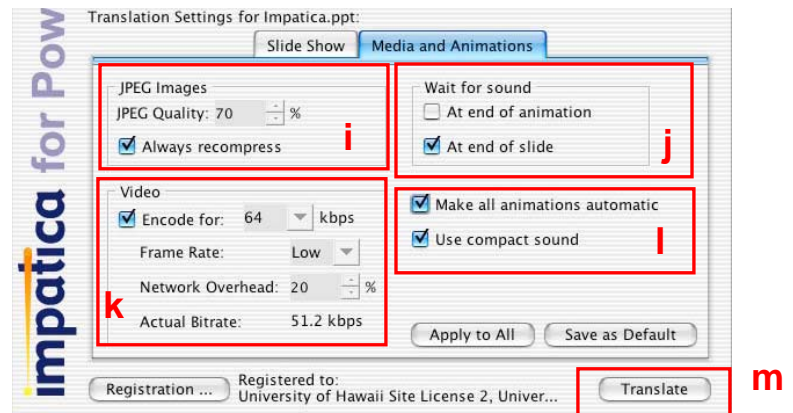 impatica for Pow
Translation Settings for Impatica.ppt:
Slide Show Media and Animations
JPEG Images
JPEG Quality: 70 %
Always recompress
i
Wait for sound
At end of animation
At end of slide
j
Video
Encode for: 64 kbps
Frame Rate: Low
Network Overhead: 20 %
Actual Bitrate: 51.2 kbps
k
Make all animations automatic
Use compact sound
l
Apply to All Save as Default
Registration ... Registered to:
University of Hawaii Site License 2, Univer...
Translate
m